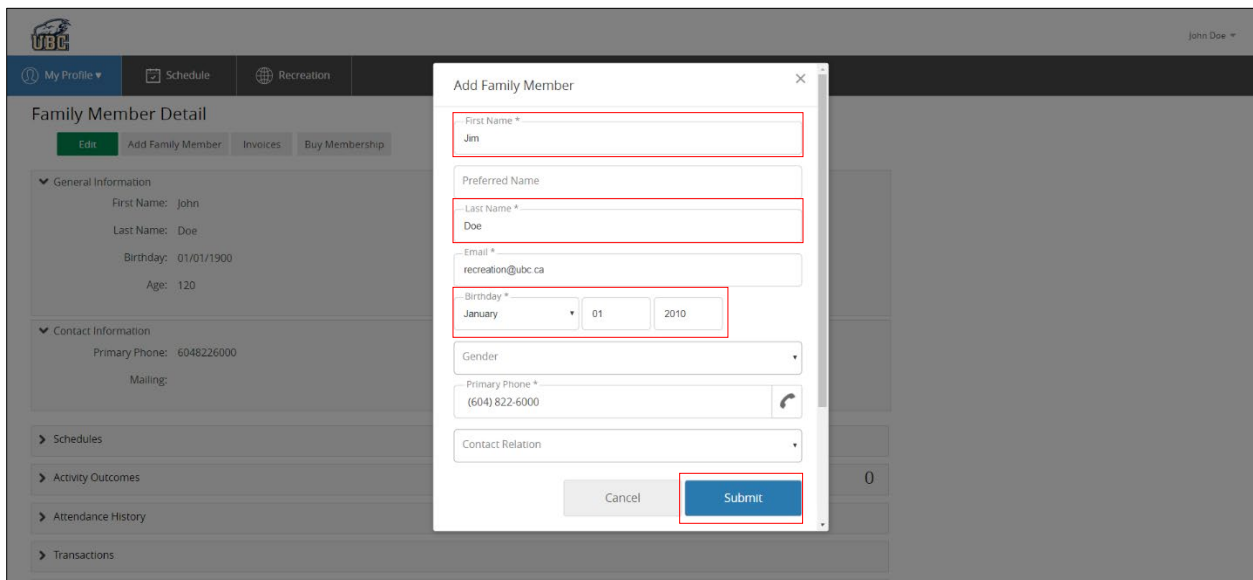 UBC
John Doe
My Profile
Schedule
Recreation
Family Member Detail
Edit
Add Family Member
Invoices
Buy Membership
General Information
First Name: John
Last Name: Doe
Birthday: 01/01/1900
Age: 120
Contact Information
Primary Phone: 6048226000
Mailing:
Schedules
Activity Outcomes
0
Attendance History
Transactions
Add Family Member
First Name *
Jim
Preferred Name
Last Name *
Doe
Email *
recreation@ubc.ca
Birthday *
January 01 2010
Gender
Primary Phone *
(604) 822-6000
Contact Relation
Cancel Submit